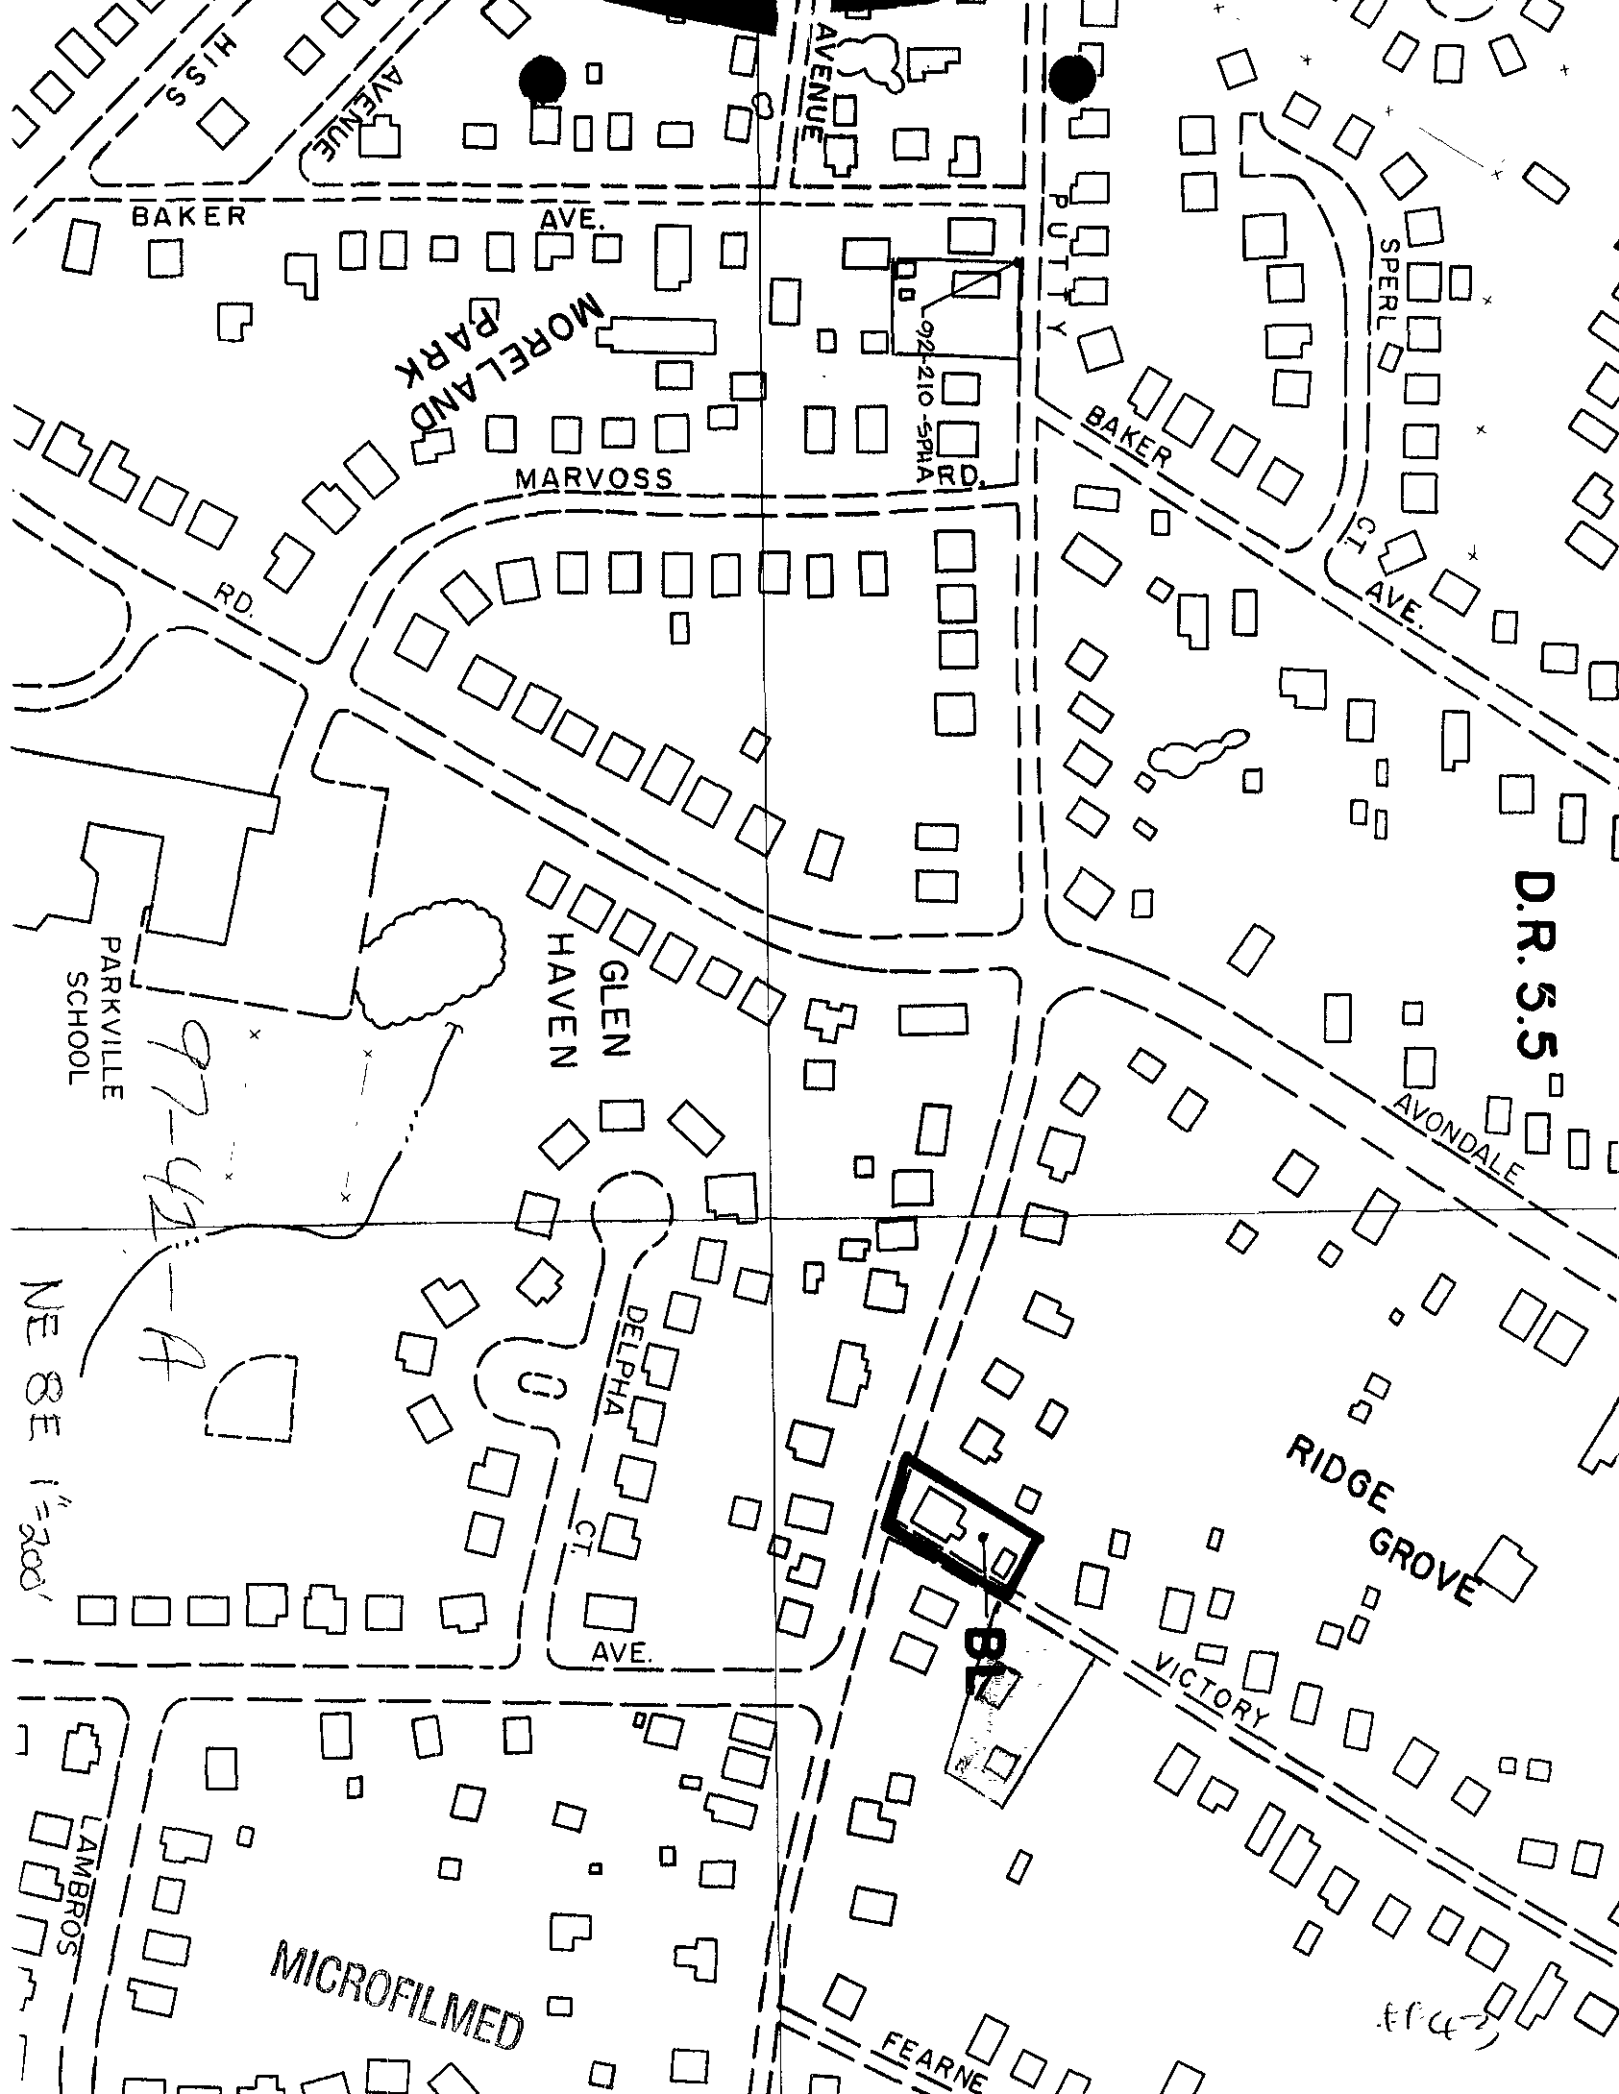 HISS
AVENUE
AVENUE
BAKER
AVE.
PUTTY
SPERL
CT.
MORELAND
PARK
92-210-SPHA
BAKER
AVE.
MARVOSS
RD.
RD.
D.R. 5.5
PARKVILLE
SCHOOL
GLEN
HAVEN
97-42-A
AVONDALE
NE 8E 1"=200'
DELPHA
CT.
RIDGE
GROVE
AVE.
BL
VICTORY
LAMBROS
MICROFILMED
FEARNE